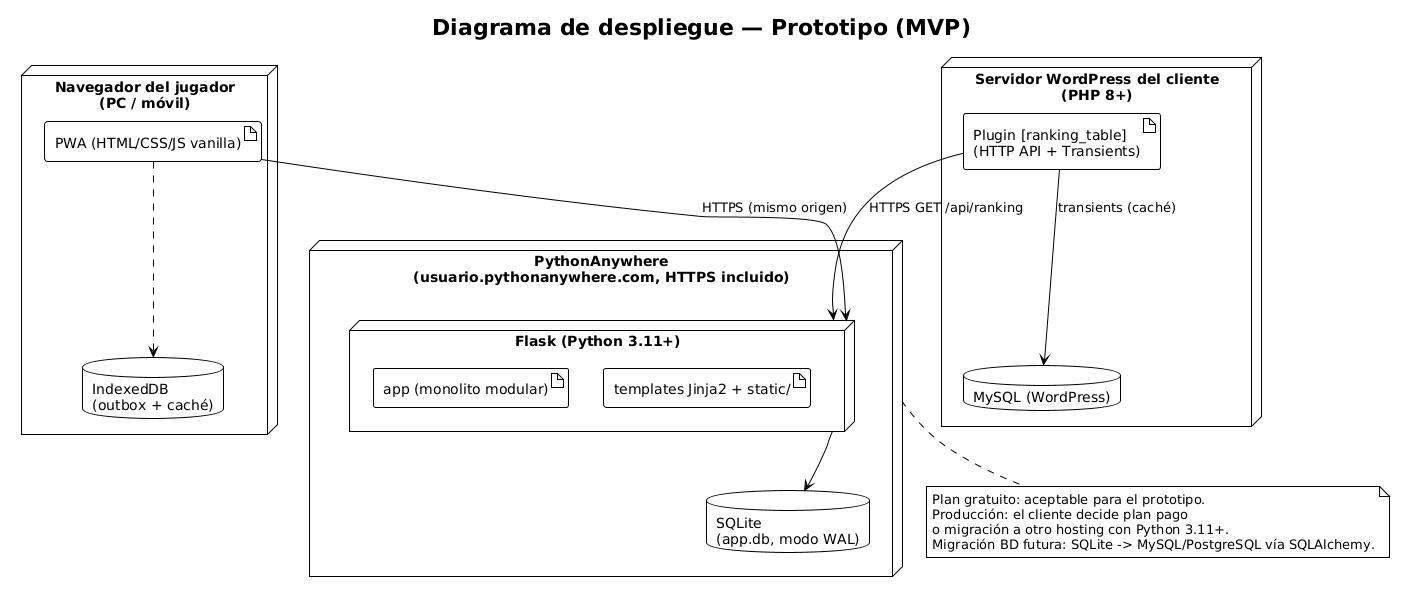 Diagrama de despliegue — Prototipo (MVP)
Navegador del jugador
(PC / móvil)
PWA (HTML/CSS/JS vanilla)
IndexedDB
(outbox + caché)
Servidor WordPress del cliente
(PHP 8+)
Plugin [ranking_table]
(HTTP API + Transients)
HTTPS (mismo origen)
HTTPS GET /api/ranking
transients (caché)
MySQL (WordPress)
PythonAnywhere
(usuario.pythonanywhere.com, HTTPS incluido)
Flask (Python 3.11+)
app (monolito modular)
templates Jinja2 + static/
SQLite
(app.db, modo WAL)
Plan gratuito: aceptable para el prototipo.
Producción: el cliente decide plan pago
o migración a otro hosting con Python 3.11+.
Migración BD futura: SQLite -> MySQL/PostgreSQL vía SQLAlchemy.